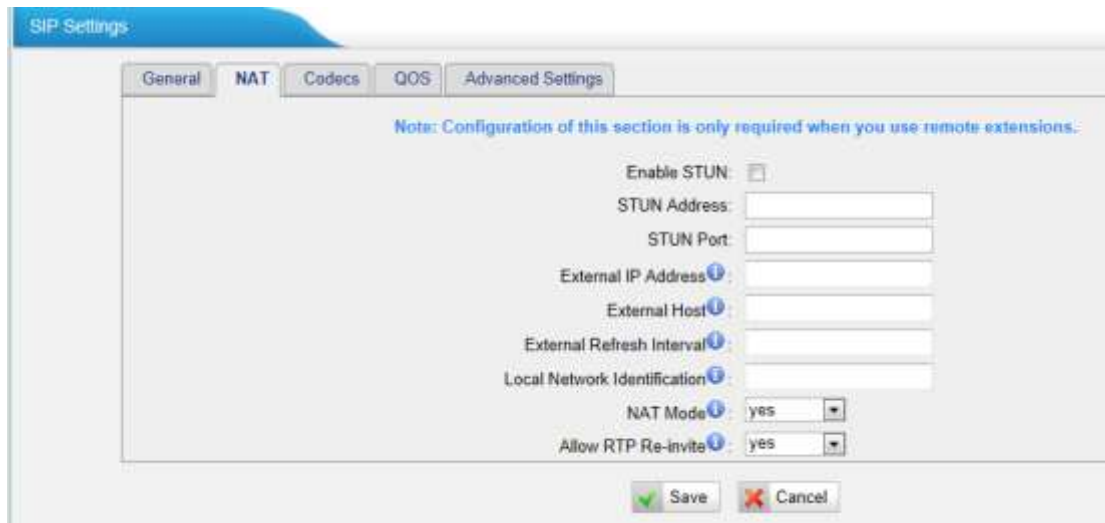 SIP Settings
General NAT Codecs QOS Advanced Settings
Note: Configuration of this section is only required when you use remote extensions.
Enable STUN:
STUN Address:
STUN Port:
External IP Address :
External Host :
External Refresh Interval :
Local Network Identification :
NAT Mode : yes
Allow RTP Re-invite : yes
Save Cancel